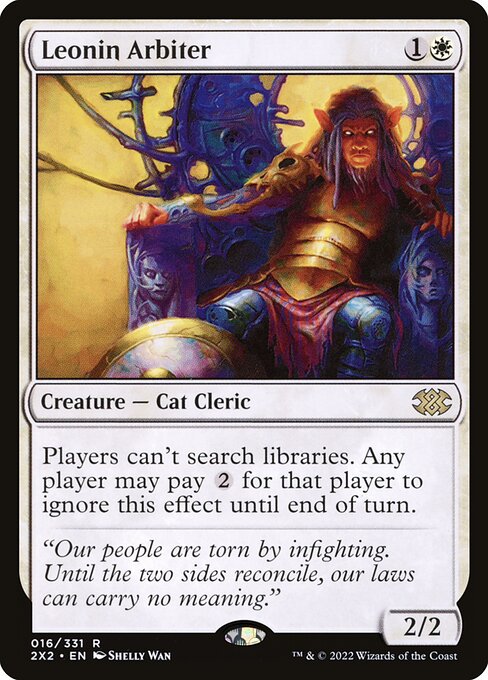 Leonin Arbiter 1
Creature — Cat Cleric
Players can't search libraries. Any
player may pay 2 for that player to
ignore this effect until end of turn.
“Our people are torn by infighting.
Until the two sides reconcile, our laws
can carry no meaning.”
2/2
016/331 R
2X2 • EN Shelly Wan
™ & © 2022 Wizards of the Coast